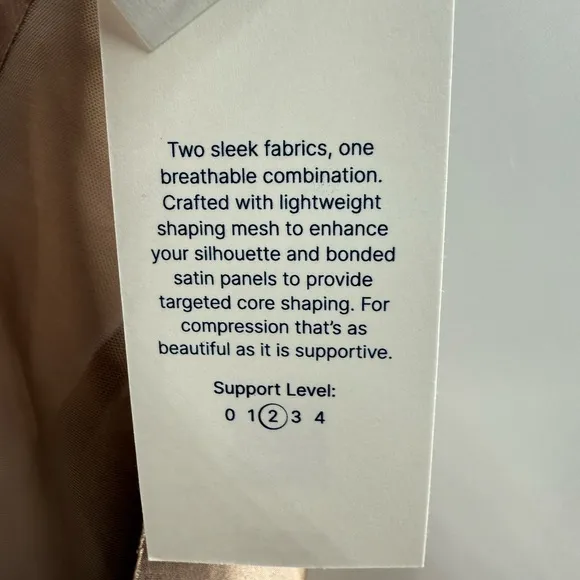 Two sleek fabrics, one
breathable combination.
Crafted with lightweight
shaping mesh to enhance
your silhouette and bonded
satin panels to provide
targeted core shaping. For
compression that's as
beautiful as it is supportive.
Support Level:
0 1 2 3 4